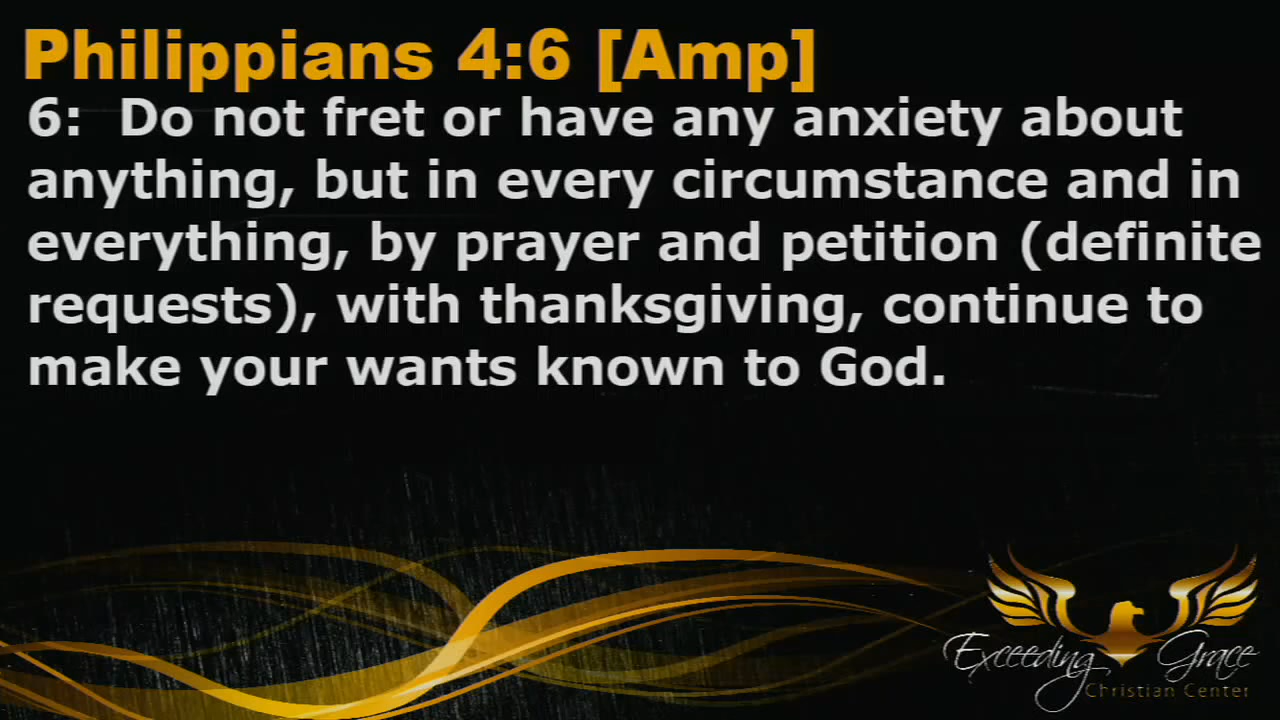 Philippians 4:6 [Amp]
6: Do not fret or have any anxiety about
anything, but in every circumstance and in
everything, by prayer and petition (definite
requests), with thanksgiving, continue to
make your wants known to God.
Exceeding Grace
Christian Center